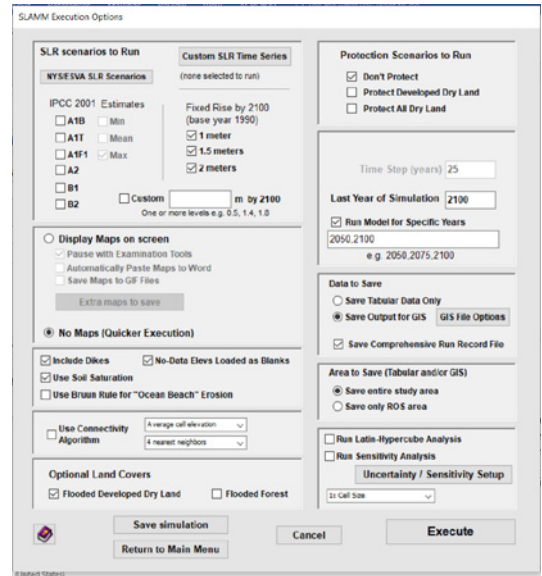 SLAMM Execution Options
SLR scenarios to Run
Custom SLR Time Series
NYS/ESVA SLR Scenarios
(none selected to run)
IPCC 2001 Estimates
A1B
Min
A1T
Mean
A1F1
Max
A2
B1
B2
Fixed Rise by 2100
(base year 1990)
1 meter
1.5 meters
2 meters
Custom
m by 2100
One or more levels e.g. 0.5, 1.4, 1.8
Display Maps on screen
Pause with Examination Tools
Automatically Paste Maps to Word
Save Maps to GIF Files
Extra maps to save
No Maps (Quicker Execution)
Include Dikes
No-Data Elevs Loaded as Blanks
Use Soil Saturation
Use Bruun Rule for "Ocean Beach" Erosion
Use Connectivity
Algorithm
Average cell elevation
4 nearest neighbors
Optional Land Covers
Flooded Developed Dry Land
Flooded Forest
Save simulation
Return to Main Menu
Protection Scenarios to Run
Don't Protect
Protect Developed Dry Land
Protect All Dry Land
Time Step (years) 25
Last Year of Simulation 2100
Run Model for Specific Years
2050,2100
e.g. 2050,2075,2100
Data to Save
Save Tabular Data Only
Save Output for GIS
GIS File Options
Save Comprehensive Run Record File
Area to Save (Tabular and/or GIS)
Save entire study area
Save only ROS area
Run Latin-Hypercube Analysis
Run Sensitivity Analysis
Uncertainty / Sensitivity Setup
1x Cell Size
Cancel
Execute
(United States)